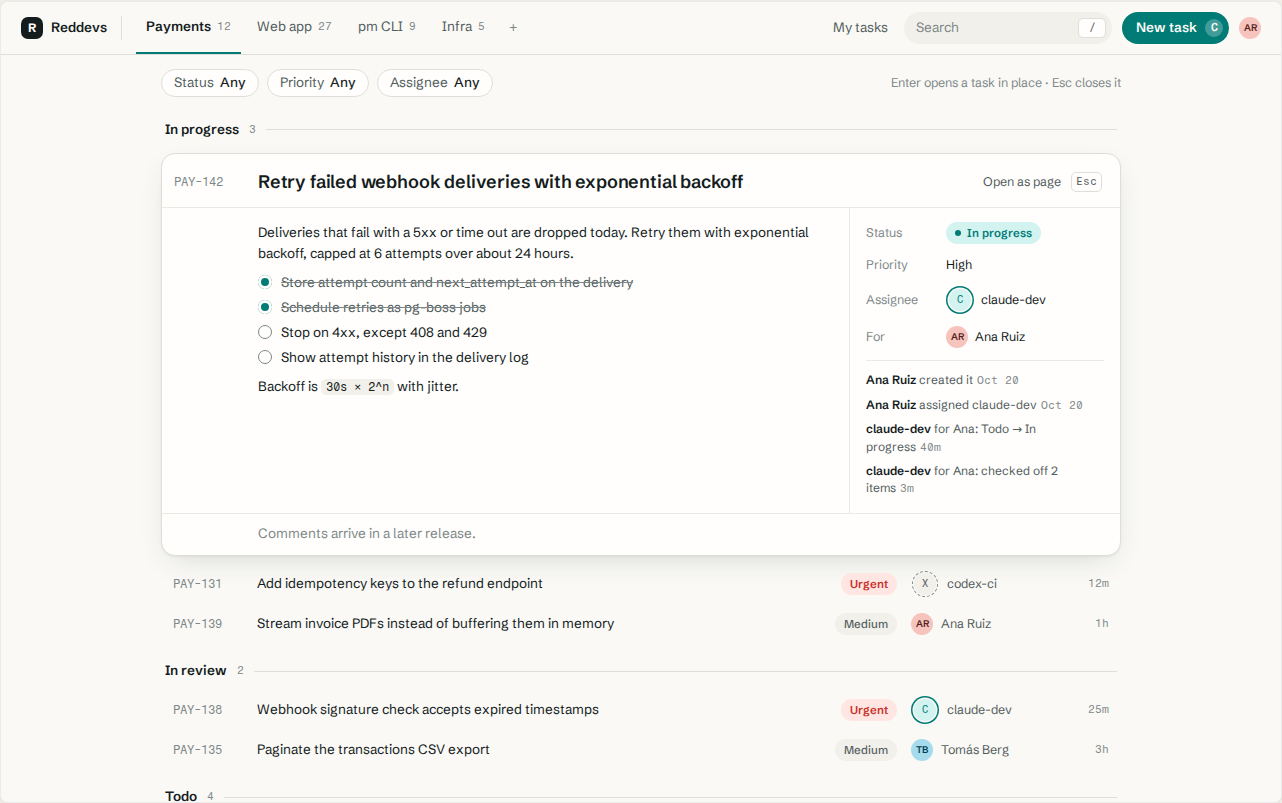 R Reddevs Payments 12 Web app 27 pm CLI 9 Infra 5 + My tasks Search / New task C AR
Status Any Priority Any Assignee Any Enter opens a task in place · Esc closes it
In progress 3
PAY-142 Retry failed webhook deliveries with exponential backoff Open as page Esc
Deliveries that fail with a 5xx or time out are dropped today. Retry them with exponential
backoff, capped at 6 attempts over about 24 hours.
Store attempt count and next_attempt_at on the delivery
Schedule retries as pg-boss jobs
Stop on 4xx, except 408 and 429
Show attempt history in the delivery log
Backoff is 30s × 2^n with jitter.
Status In progress
Priority High
Assignee C claude-dev
For AR Ana Ruiz
Ana Ruiz created it Oct 20
Ana Ruiz assigned claude-dev Oct 20
claude-dev for Ana: Todo → In
progress 40m
claude-dev for Ana: checked off 2
items 3m
Comments arrive in a later release.
PAY-131 Add idempotency keys to the refund endpoint Urgent X codex-ci 12m
PAY-139 Stream invoice PDFs instead of buffering them in memory Medium AR Ana Ruiz 1h
In review 2
PAY-138 Webhook signature check accepts expired timestamps Urgent C claude-dev 25m
PAY-135 Paginate the transactions CSV export Medium TB Tomás Berg 3h
Todo 4